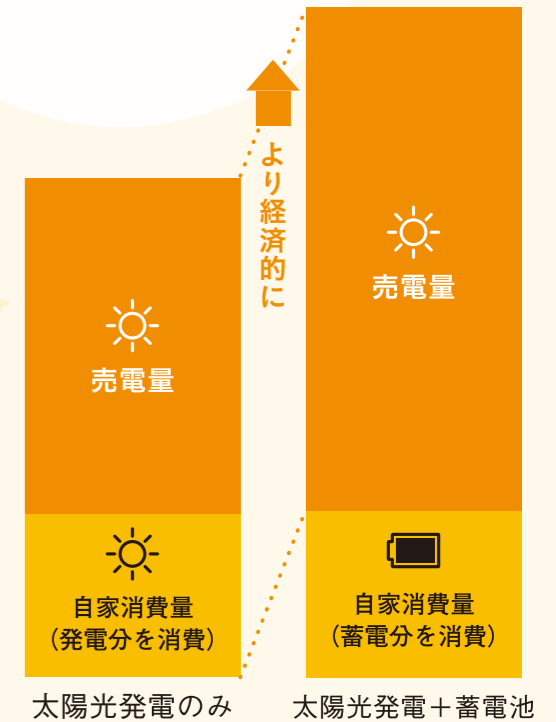 より経済的に
売電量
自家消費量
（発電分を消費）
太陽光発電のみ
売電量
自家消費量
（蓄電分を消費）
太陽光発電＋蓄電池